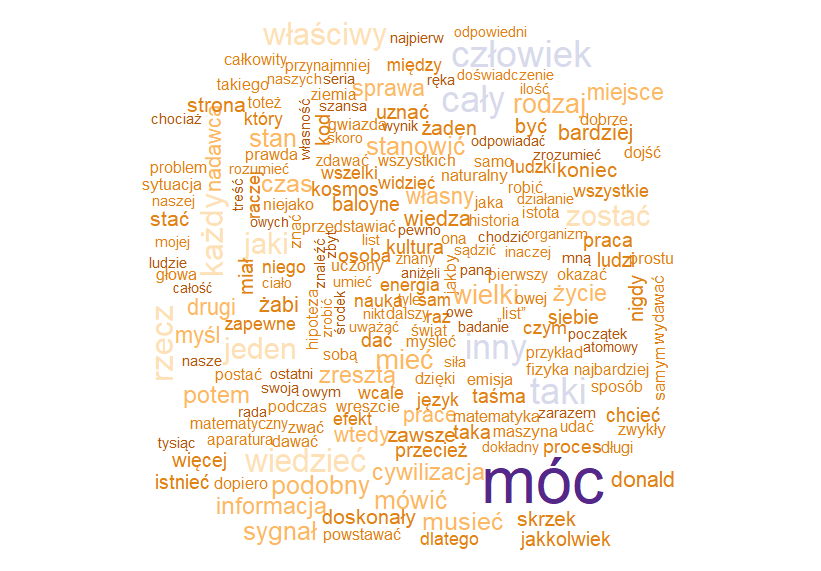 właściwy najpierw odpowiedni
człowiek
całkowity przynajmniej między
takiego naszych seria ręka doświadczenie
strona toteż ziemia szansa sprawa cały ilość miejsce
chociaż który własność kod gwiazda wynik uznać rodzaj dobrze
nadawca stan skoro żaden być bardziej
prawda stanowić odpowiadać
problem rozumieć zdawać wszystkich samo zrozumieć dojść
sytuacja treść raczej czas wszelki widzieć naturalny ludzki koniec
naszej niejako kosmos własny jaka robić wszystkie
stać każdy owych baloyne działanie
znać przedstawiać wiedza historia istota zostać
mojej jaki list pewno ona chodzić organizm praca
ludzie miał osoba zbyt kultura sądzić inaczej ludzi prostu
głowa niego znaleźć uczony znany jakby mną
całość ciało umieć aniżeli pana pierwszy okazać
drugi żabi hipoteza środek energia wielki owej życie nigdy wydawać
zrobić nauka tyle sam „list”
rzecz myśl zapewne nikt dalszy raz owe siebie
uważać świat badanie czym początek
nasze jeden sobą dać myśleć inny przykład atomowy
postać ostatni zresztą mieć siła fizyka najbardziej samym
swoją dzięki emisja taki sposób
potem owym wcale język taśma
rada podczas wreszcie zarazem chcieć
matematyczny zwać efekt prace matematyka udać zwykły
tysiąc aparatura dawać wtedy zawsze taka maszyna
więcej wiedzieć przecież dokładny proces długi
istnieć dopiero podobny cywilizacja móc donald
informacja mówić
sygnał doskonały musieć skrzek
powstawać dlatego jakkolwiek